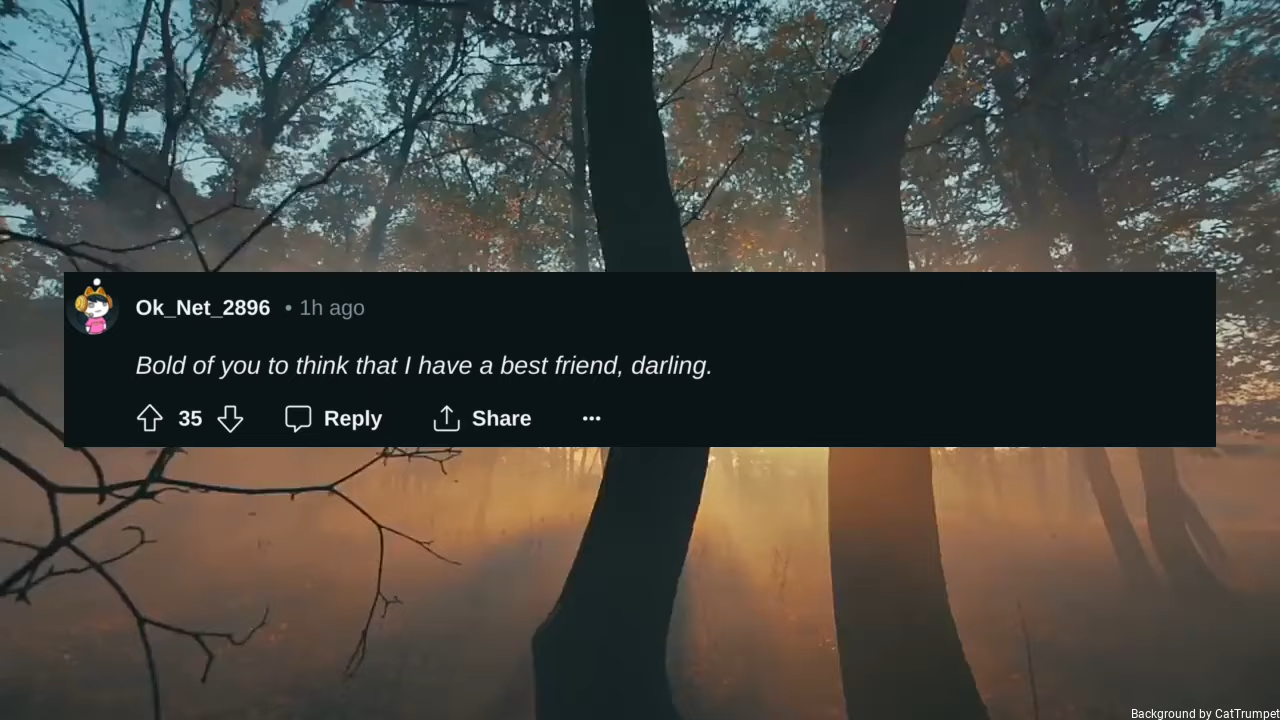 Ok_Net_2896 • 1h ago
Bold of you to think that I have a best friend, darling.
35 Reply Share ...
Background by CatTrumpet